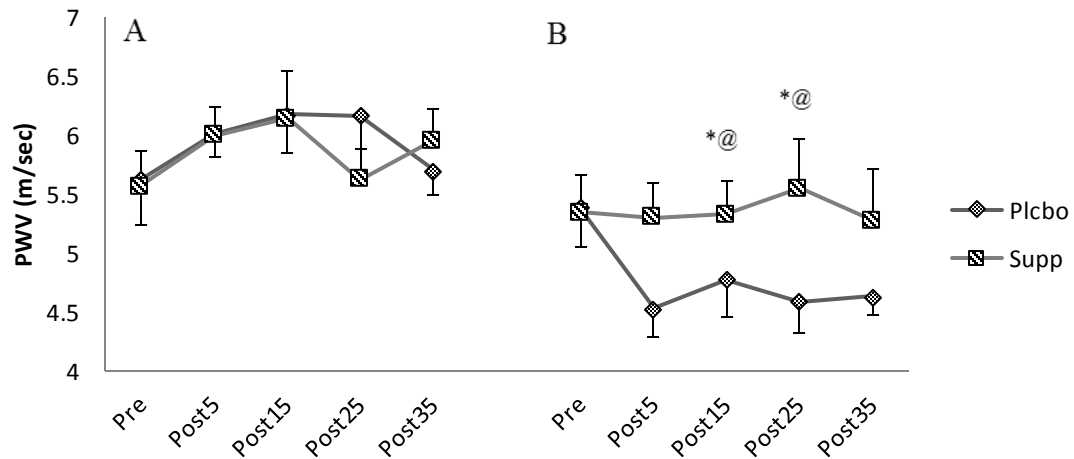 A
B
7
6.5
6
5.5
5
4.5
4
PWV (m/sec)
*@
*@
Pre
Post5
Post15
Post25
Post35
Pre
Post5
Post15
Post25
Post35
Plcbo
Supp